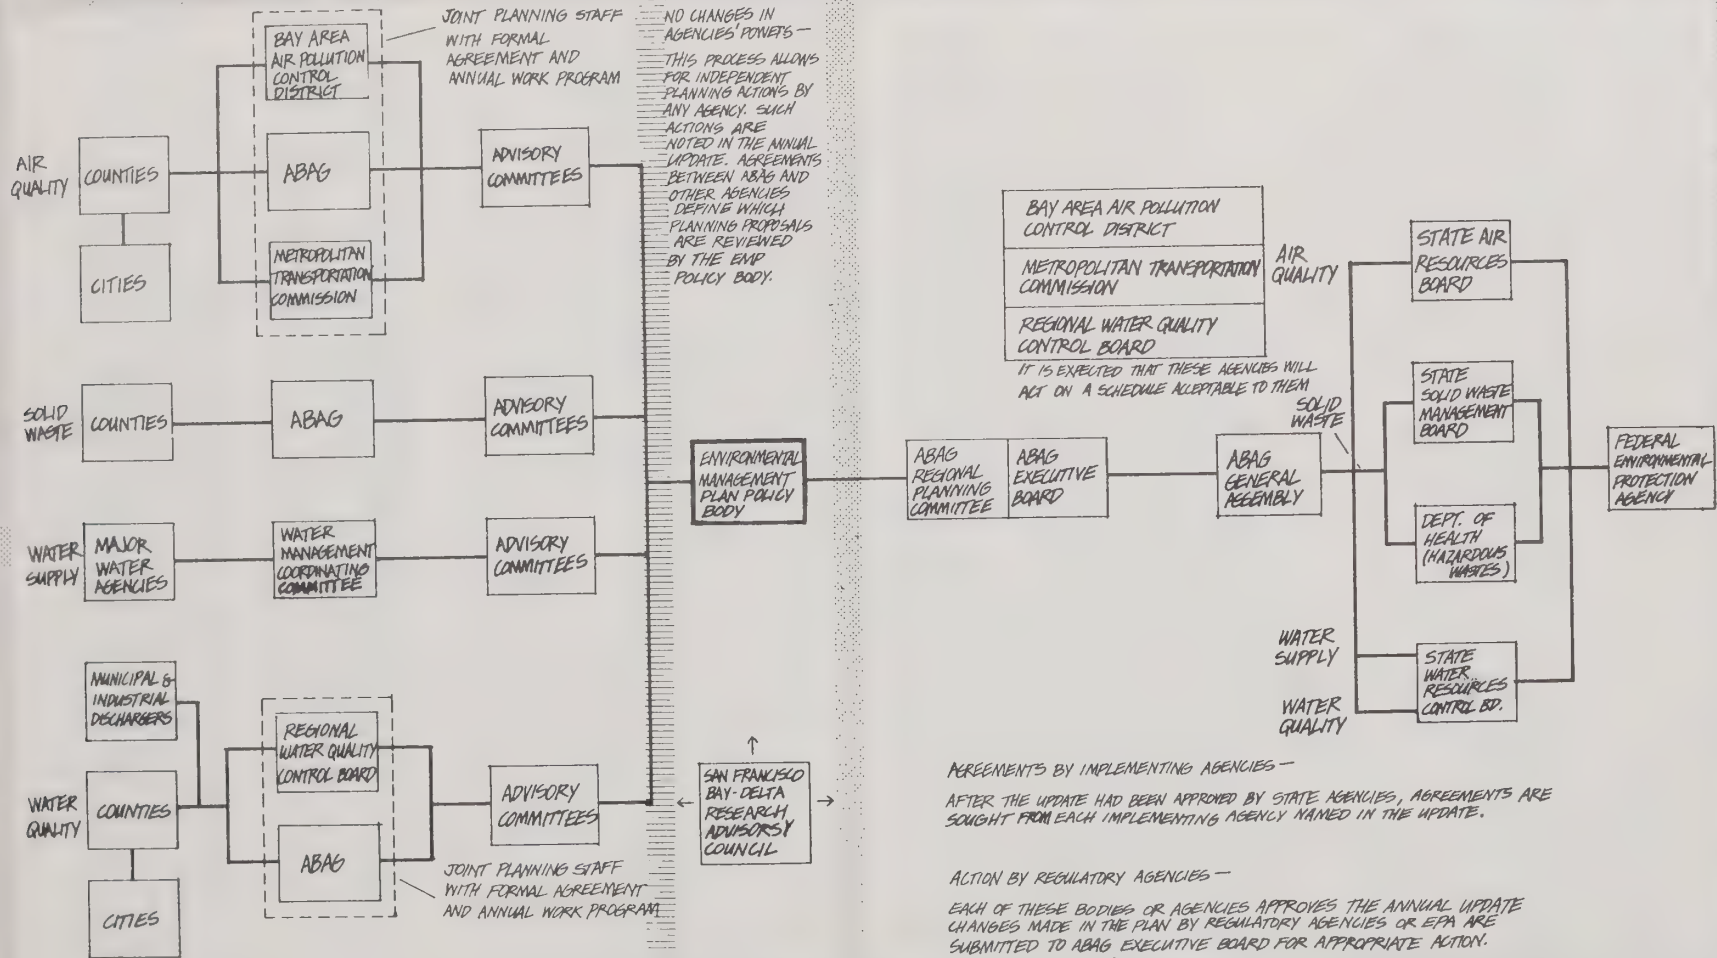 JOINT PLANNING STAFF
WITH FORMAL
AGREEMENT AND
ANNUAL WORK PROGRAM
BAY AREA
AIR POLLUTION
CONTROL
DISTRICT
AIR
QUALITY
COUNTIES
ABAG
ADVISORY
COMMITTEES
CITIES
METROPOLITAN
TRANSPORTATION
COMMISSION
NO CHANGES IN
AGENCIES' POWERS—
THIS PROCESS ALLOWS
FOR INDEPENDENT
PLANNING ACTIONS BY
ANY AGENCY. SUCH
ACTIONS ARE
NOTED IN THE ANNUAL
UPDATE. AGREEMENTS
BETWEEN ABAG AND
OTHER AGENCIES
DEFINE WHICH
PLANNING PROPOSALS
ARE REVIEWED
BY THE EMP
POLICY BODY.
SOLID
WASTE
COUNTIES
ABAG
ADVISORY
COMMITTEES
WATER
SUPPLY
MAJOR
WATER
AGENCIES
WATER
MANAGEMENT
COORDINATING
COMMITTEE
ADVISORY
COMMITTEES
MUNICIPAL &
INDUSTRIAL
DISCHARGERS
WATER
QUALITY
COUNTIES
CITIES
REGIONAL
WATER QUALITY
CONTROL BOARD
ABAG
ADVISORY
COMMITTEES
JOINT PLANNING STAFF
WITH FORMAL AGREEMENT
AND ANNUAL WORK PROGRAM
ENVIRONMENTAL
MANAGEMENT
PLAN POLICY
BODY
SAN FRANCISCO
BAY-DELTA
RESEARCH
ADVISORSY
COUNCIL
ABAG
REGIONAL
PLANNING
COMMITTEE
ABAG
EXECUTIVE
BOARD
ABAG
GENERAL
ASSEMBLY
BAY AREA AIR POLLUTION
CONTROL DISTRICT
METROPOLITAN TRANSPORTATION
COMMISSION
REGIONAL WATER QUALITY
CONTROL BOARD
IT IS EXPECTED THAT THESE AGENCIES WILL
ACT ON A SCHEDULE ACCEPTABLE TO THEM
AIR
QUALITY
STATE AIR
RESOURCES
BOARD
SOLID
WASTE
STATE
SOLID WASTE
MANAGEMENT
BOARD
DEPT. OF
HEALTH
(HAZARDOUS
WASTES)
FEDERAL
ENVIRONMENTAL
PROTECTION
AGENCY
WATER
SUPPLY
WATER
QUALITY
STATE
WATER
RESOURCES
CONTROL BD.
AGREEMENTS BY IMPLEMENTING AGENCIES—
AFTER THE UPDATE HAD BEEN APPROVED BY STATE AGENCIES, AGREEMENTS ARE
SOUGHT FROM EACH IMPLEMENTING AGENCY NAMED IN THE UPDATE.
ACTION BY REGULATORY AGENCIES—
EACH OF THESE BODIES OR AGENCIES APPROVES THE ANNUAL UPDATE
CHANGES MADE IN THE PLAN BY REGULATORY AGENCIES OR EPA ARE
SUBMITTED TO ABAG EXECUTIVE BOARD FOR APPROPRIATE ACTION.